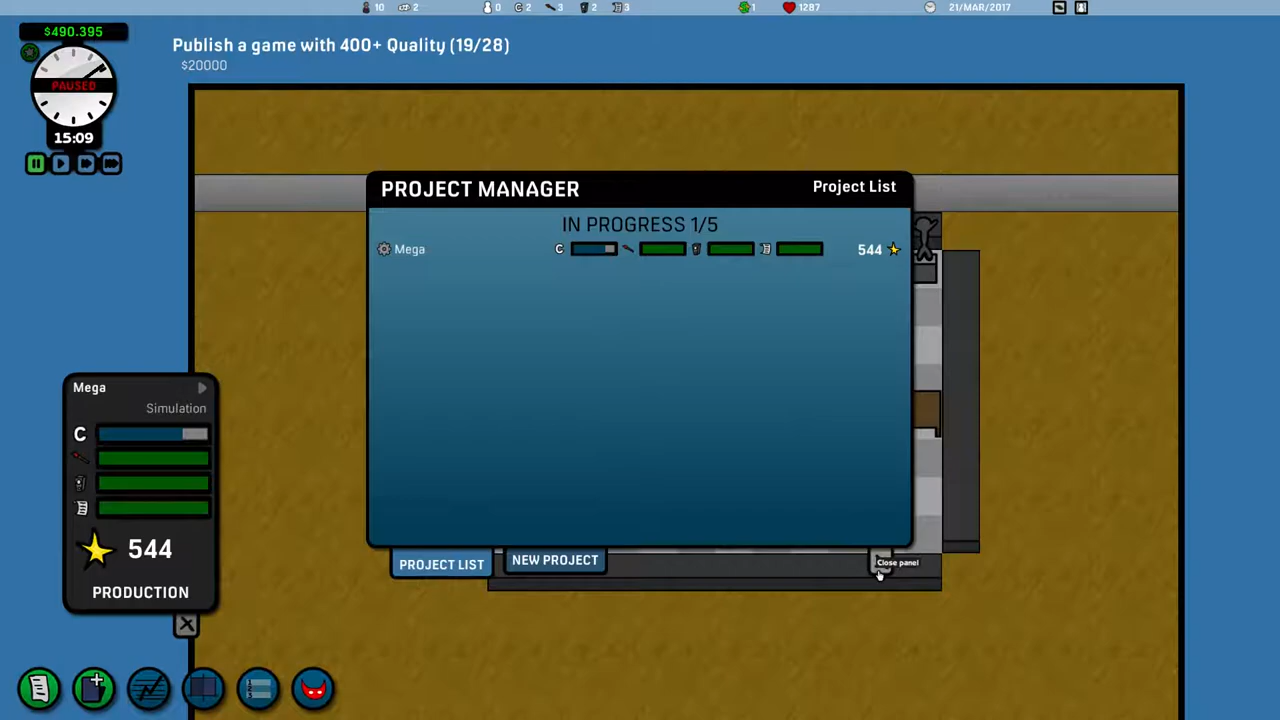 10 2 0 C 2 3 2 3 1 1287 21/MAR/2017
$490.395
Publish a game with 400+ Quality (19/28)
$20000
PAUSED
15:09
PROJECT MANAGER Project List
IN PROGRESS 1/5
Mega C 544
Mega
Simulation
C
544
PRODUCTION
X
PROJECT LIST NEW PROJECT Close panel